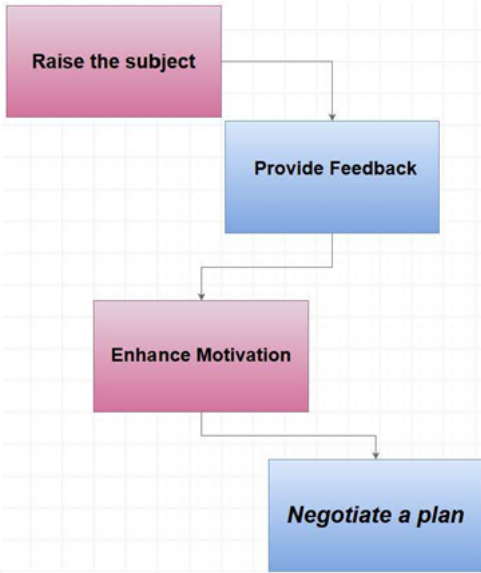 Raise the subject
Provide Feedback
Enhance Motivation
Negotiate a plan